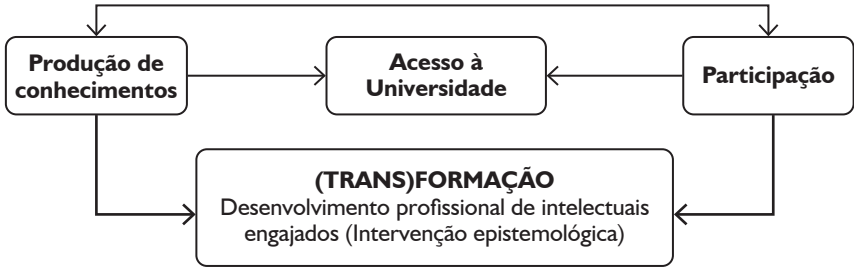 Produção de
conhecimentos
Acesso à
Universidade
Participação
(TRANS)FORMAÇÃO
Desenvolvimento profissional de intelectuais
engajados (Intervenção epistemológica)